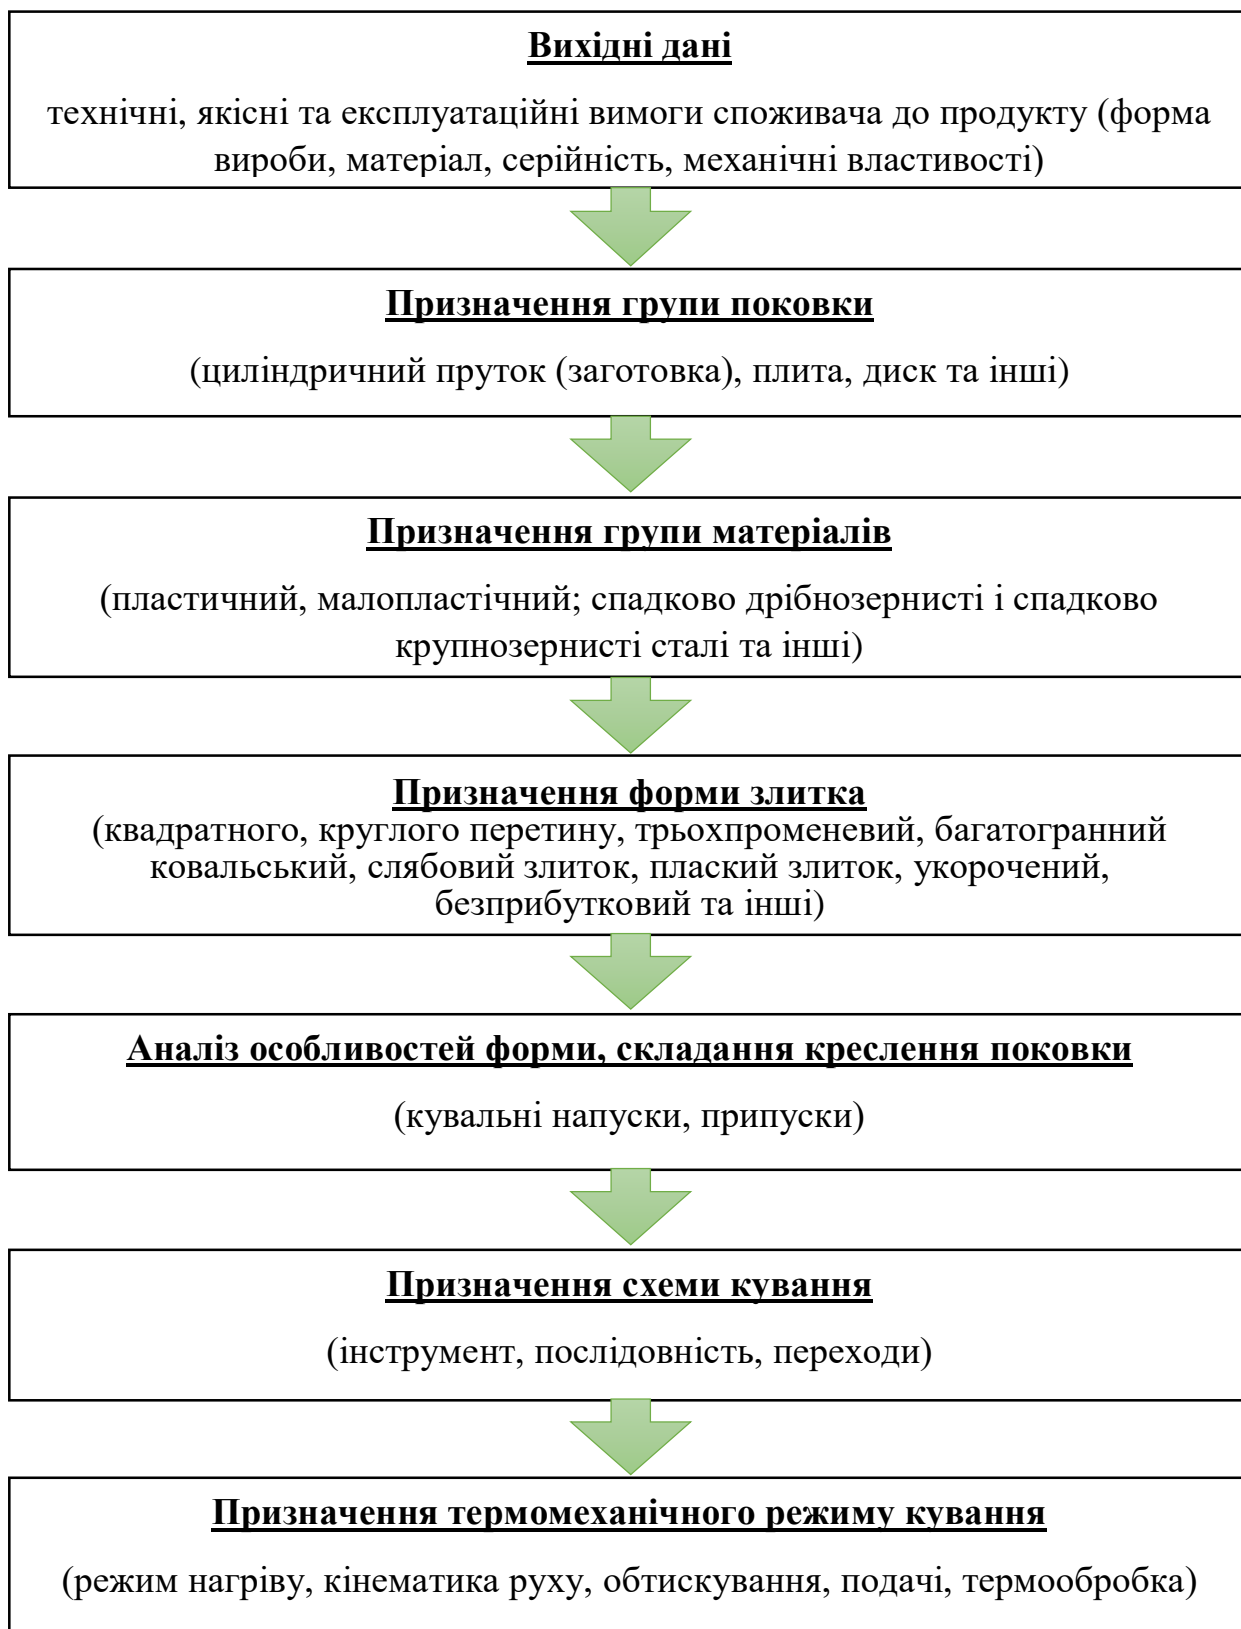 Вихідні дані
технічні, якісні та експлуатаційні вимоги споживача до продукту (форма
вироби, матеріал, серійність, механічні властивості)
Призначення групи поковки
(циліндричний пруток (заготовка), плита, диск та інші)
Призначення групи матеріалів
(пластичний, малопластічний; спадково дрібнозернисті і спадково
крупнозернисті сталі та інші)
Призначення форми злитка
(квадратного, круглого перетину, трьохпроменевий, багатогранний
ковальський, слябовий злиток, плаский злиток, укорочений,
безприбутковий та інші)
Аналіз особливостей форми, складання креслення поковки
(кувальні напуски, припуски)
Призначення схеми кування
(інструмент, послідовність, переходи)
Призначення термомеханічного режиму кування
(режим нагріву, кінематика руху, обтискування, подачі, термообробка)